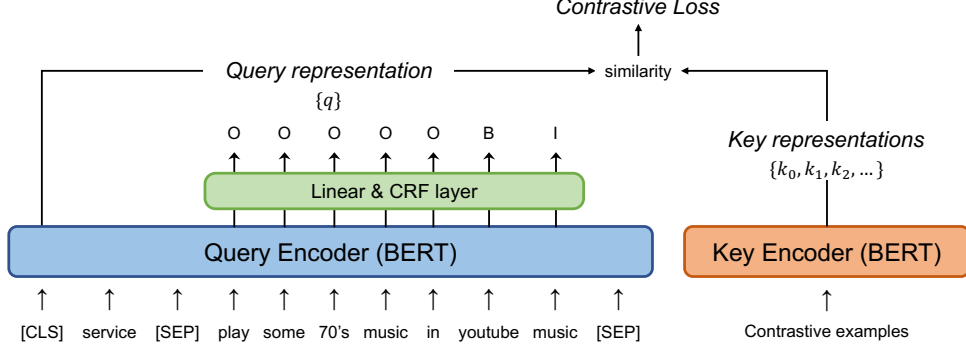 Contrastive Loss
Query representation
similarity
{q}
O O O O O B I
Key representations
{k₀, k₁, k₂, … }
Linear & CRF layer
Query Encoder (BERT)
Key Encoder (BERT)
[CLS] service [SEP] play some 70's music in youtube music [SEP]
Contrastive examples